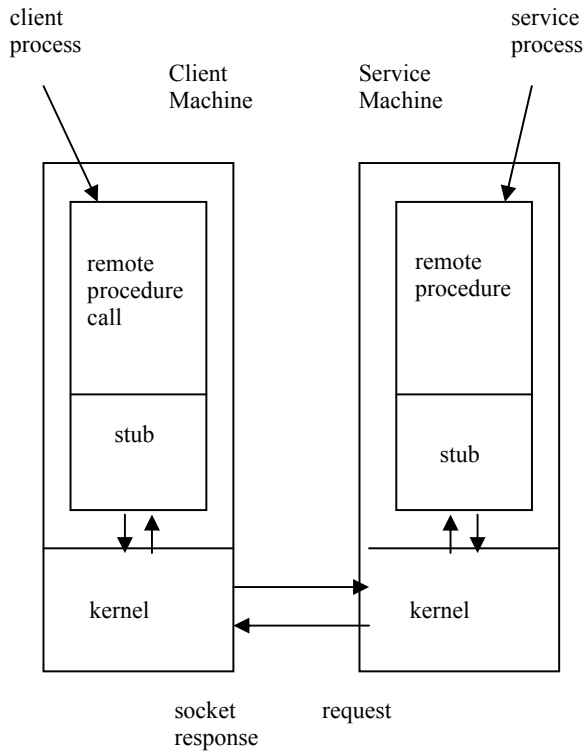 client
process
service
process
Client
Machine
Service
Machine
remote
procedure
call
remote
procedure
stub
stub
kernel
kernel
socket
response
request